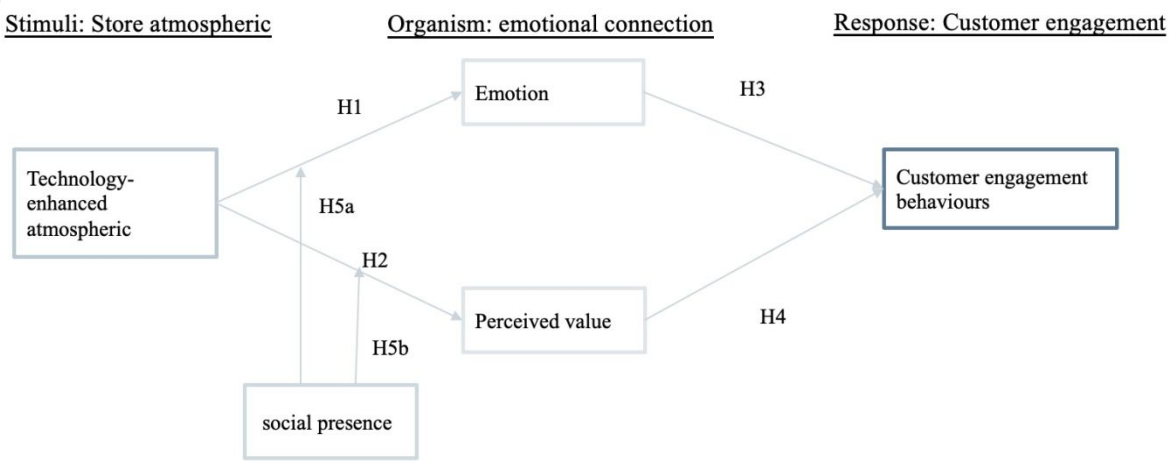 Stimuli: Store atmospheric
Organism: emotional connection
Response: Customer engagement
Emotion
H3
H1
Technology-
enhanced
atmospheric
Customer engagement
behaviours
H5a
H2
Perceived value
H4
H5b
social presence